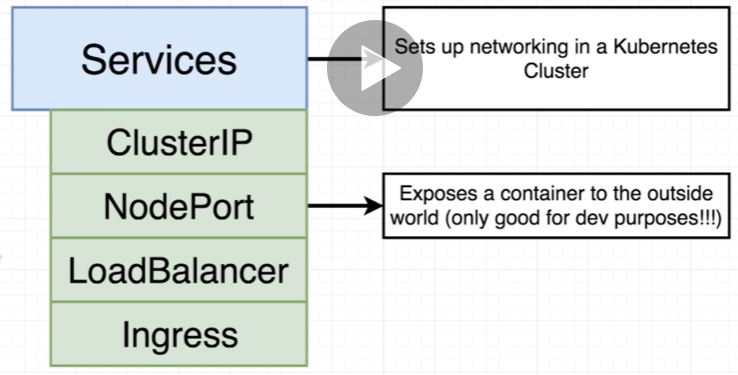 Services
Sets up networking in a Kubernetes
Cluster
ClusterIP
NodePort
Exposes a container to the outside
world (only good for dev purposes!!!)
LoadBalancer
Ingress